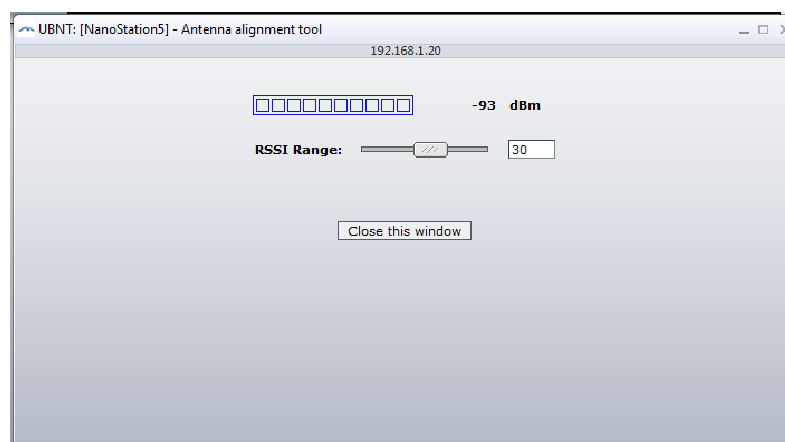 UBNT: [NanoStation5] - Antenna alignment tool
192.168.1.20
-93 dBm
RSSI Range: 30
Close this window